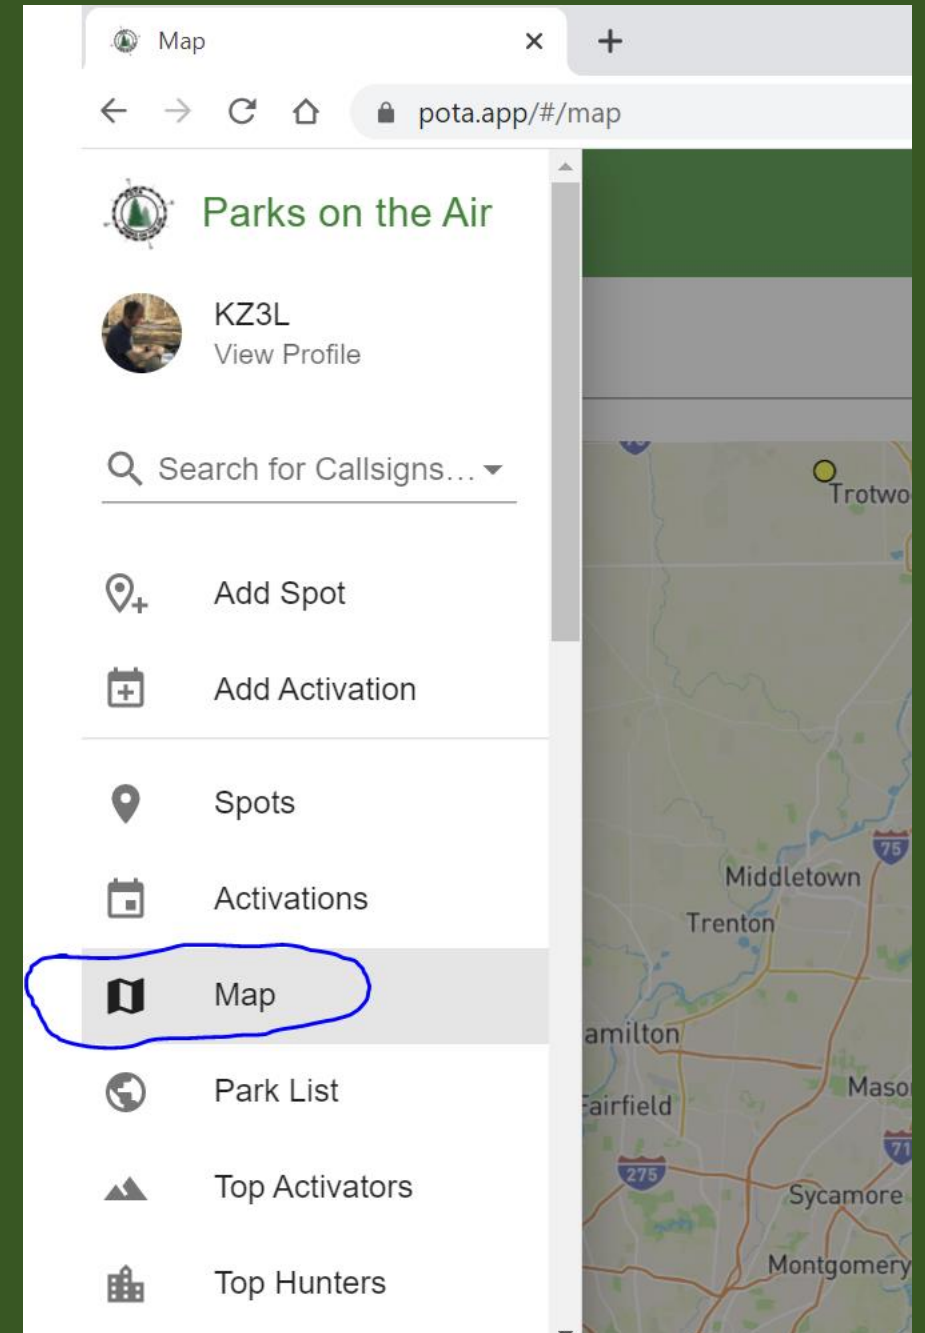 Map
pota.app/#/map
Parks on the Air
KZ3L
View Profile
Search for Callsigns...
Add Spot
Add Activation
Spots
Activations
Map
Park List
Top Activators
Top Hunters
Trotwo
75
Middletown
Trenton
amilton
Maso
Fairfield
71
275
Sycamore
Montgomery